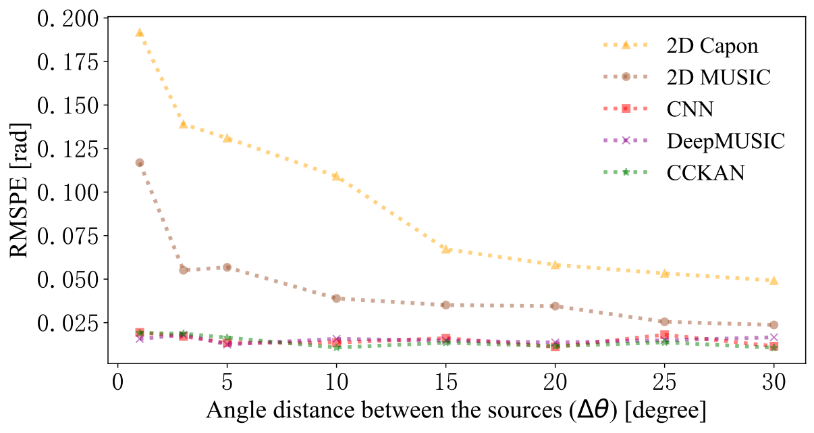 0.200
0.175
0.150
0.125
0.100
0.075
0.050
0.025
RMSPE [rad]
2D Capon
2D MUSIC
CNN
DeepMUSIC
CCKAN
0 5 10 15 20 25 30
Angle distance between the sources (Δθ) [degree]